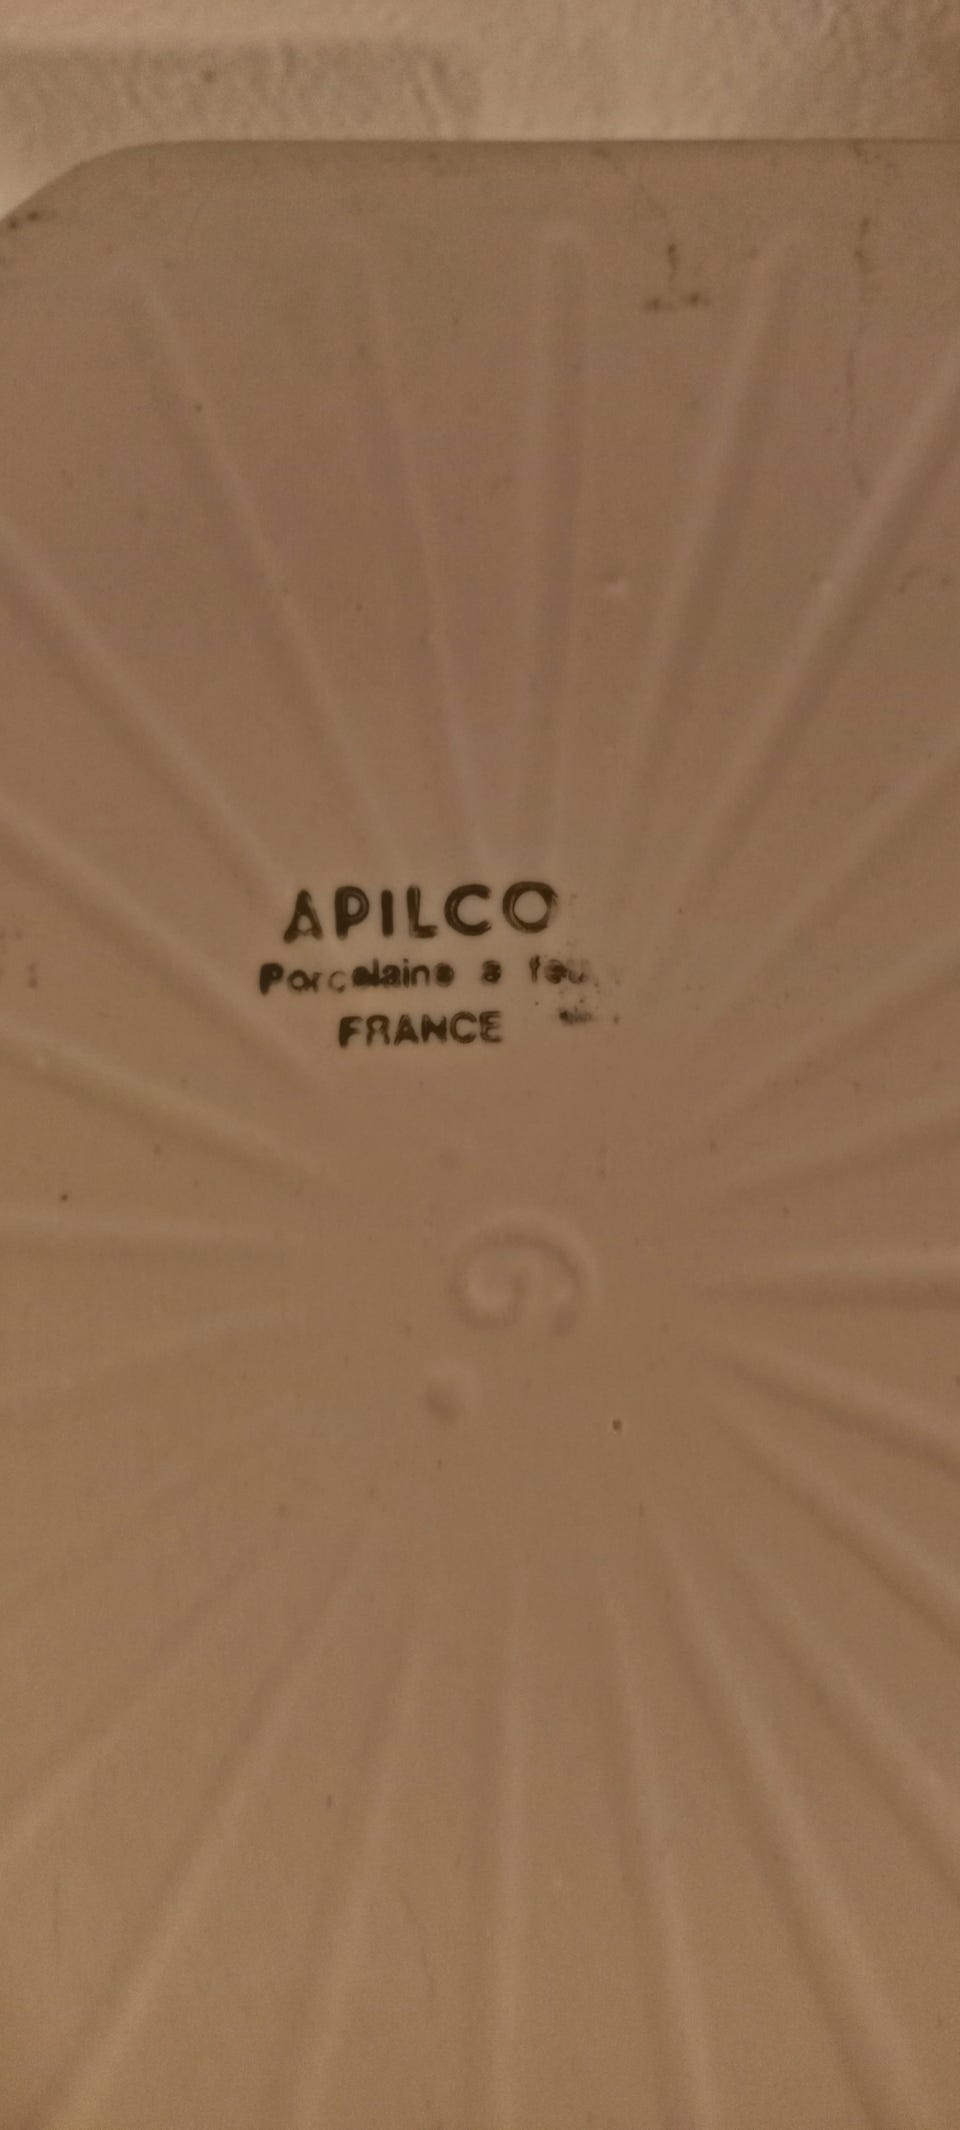 APILCO
Porcelaine a feu
FRANCE